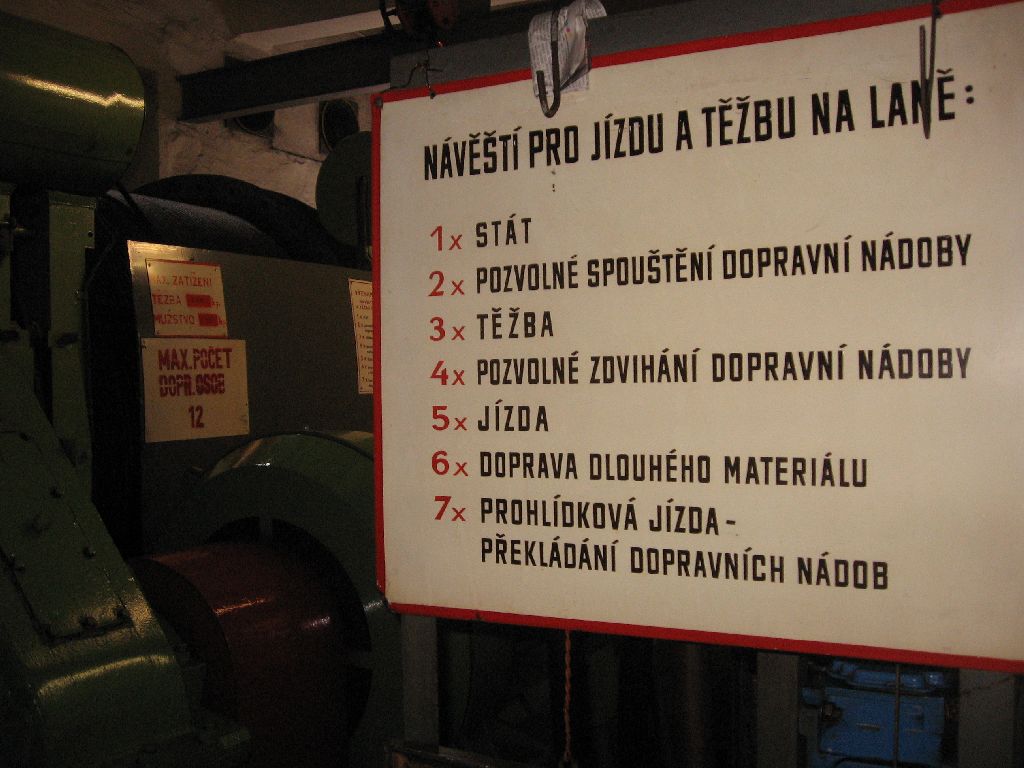 NÁVĚŠTÍ PRO JÍZDU A TĚŽBU NA LANĚ:
1x STÁT
2x POZVOLNÉ SPOUŠTĚNÍ DOPRAVNÍ NÁDOBY
3x TĚŽBA
4x POZVOLNÉ ZDVIHÁNÍ DOPRAVNÍ NÁDOBY
5x JÍZDA
6x DOPRAVA DLOUHÉHO MATERIÁLU
7x PROHLÍDKOVÁ JÍZDA-
PŘEKLÁDÁNÍ DOPRAVNÍCH NÁDOB
MAX. ZATÍŽENÍ
TĚŽBA
MUŽSTVO
MAX.POČET
DOPR.OSOB
12